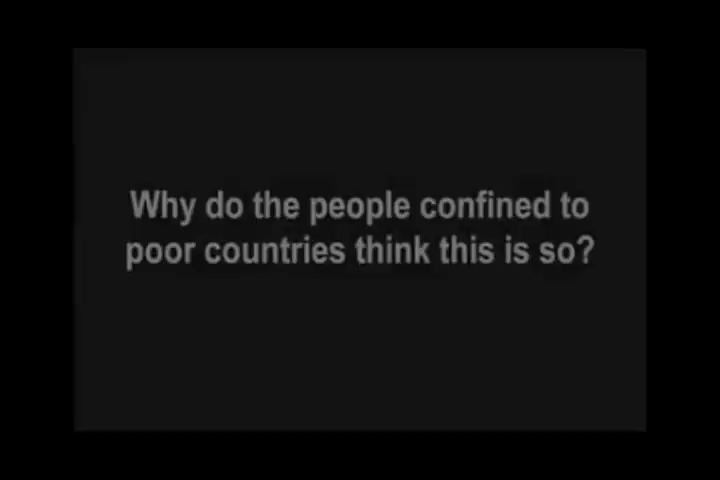 Why do the people confined to
poor countries think this is so?